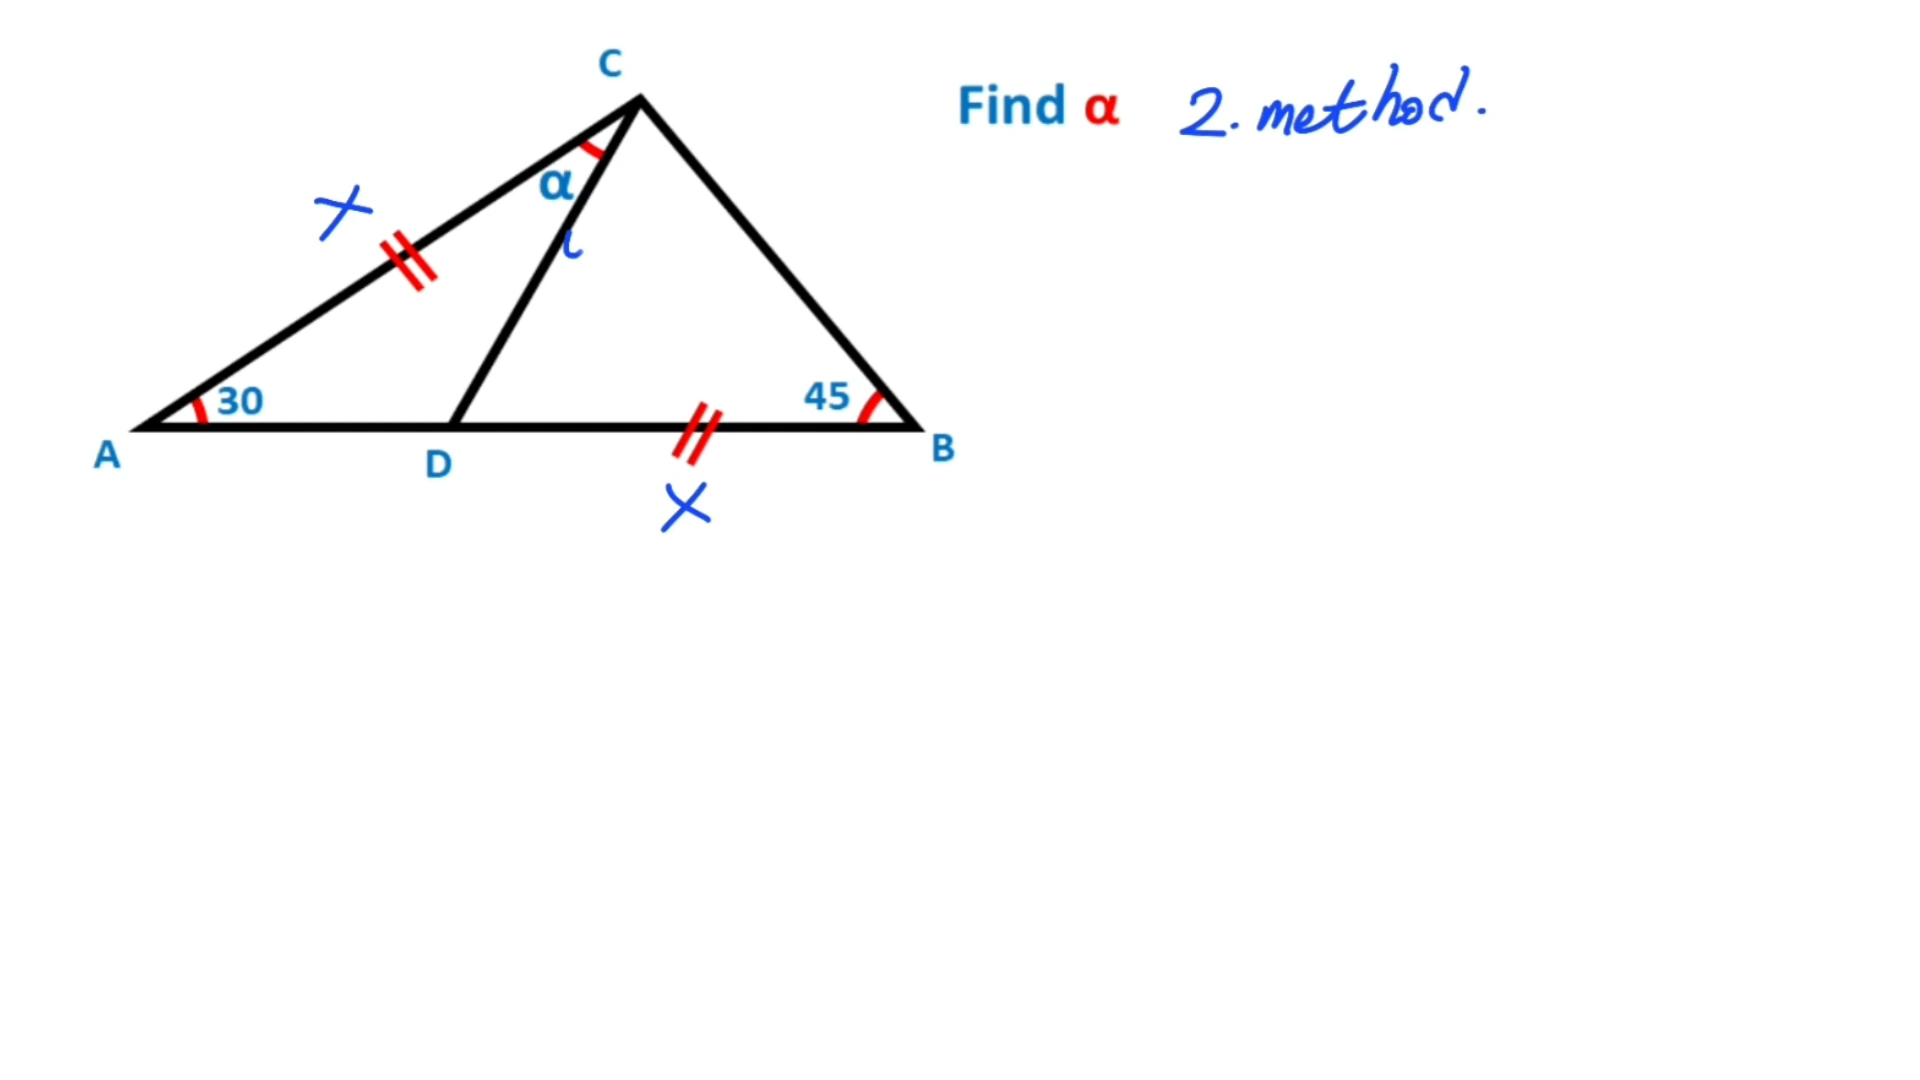 C
Find α 2. method.
α
x
30
45
A
D
B
x